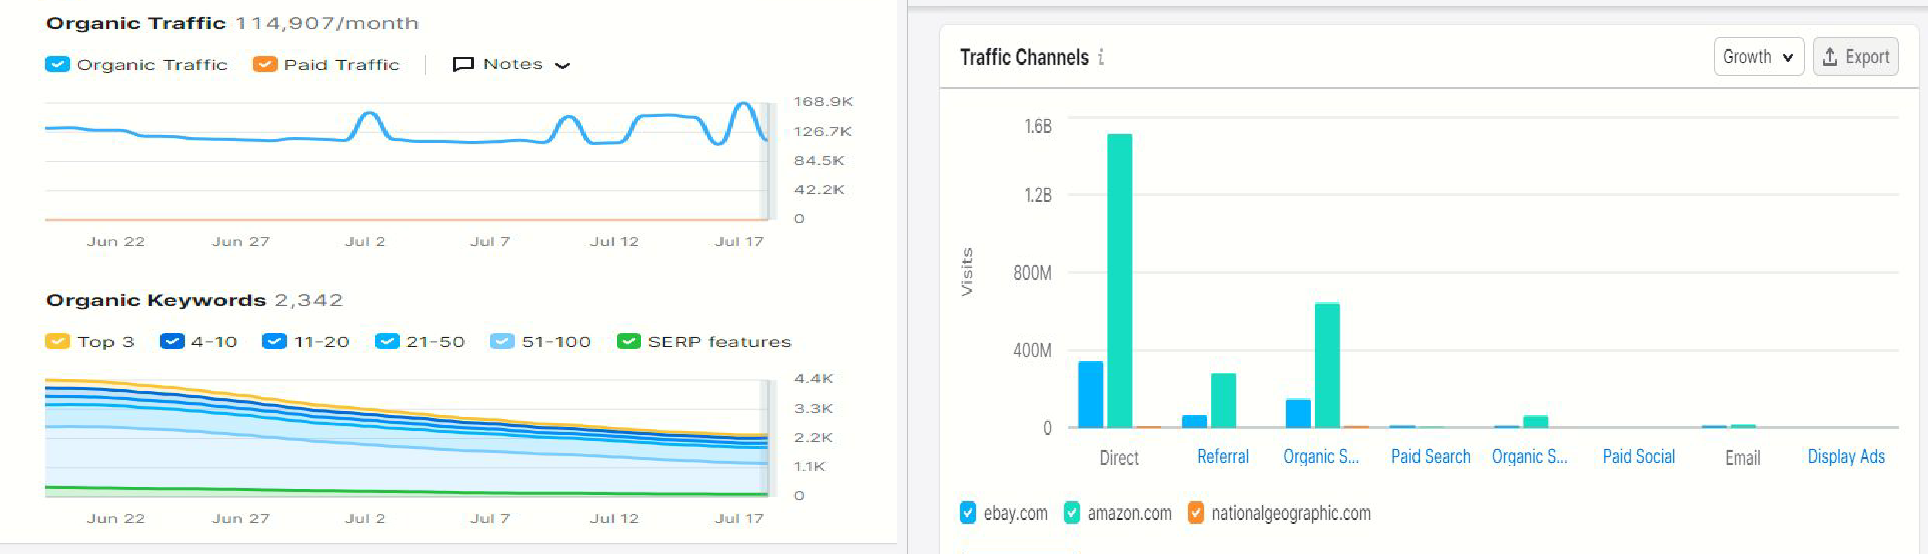 Organic Traffic 114,907/month
Organic Traffic Paid Traffic Notes
168.9K
126.7K
84.5K
42.2K
0
Jun 22 Jun 27 Jul 2 Jul 7 Jul 12 Jul 17
Organic Keywords 2,342
Top 3 4-10 11-20 21-50 51-100 SERP features
4.4K
3.3K
2.2K
1.1K
0
Jun 22 Jun 27 Jul 2 Jul 7 Jul 12 Jul 17
Traffic Channels i Growth Export
1.6B
1.2B
800M
400M
0
Visits
Direct Referral Organic S... Paid Search Organic S... Paid Social Email Display Ads
ebay.com amazon.com nationalgeographic.com